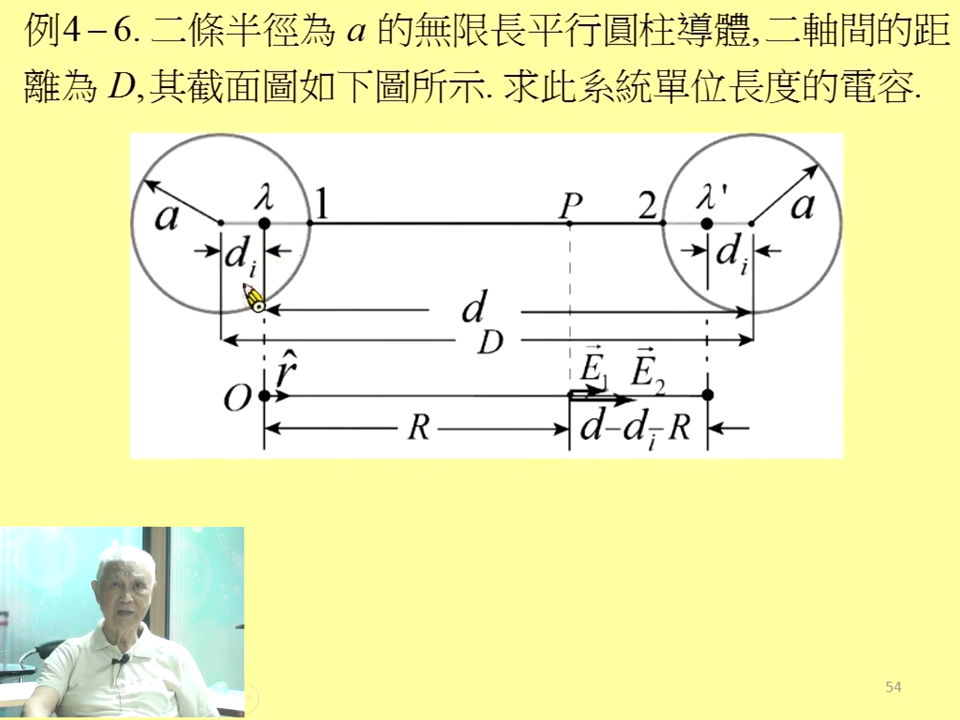 例4－6. 二條半徑為 a 的無限長平行圓柱導體,二軸間的距
離為 D,其截面圖如下圖所示. 求此系統單位長度的電容.
a λ 1 P 2 λ' a
d_i d_i
d
D
O r̂ E⃗₁ E⃗₂
R d-d_i-R
54